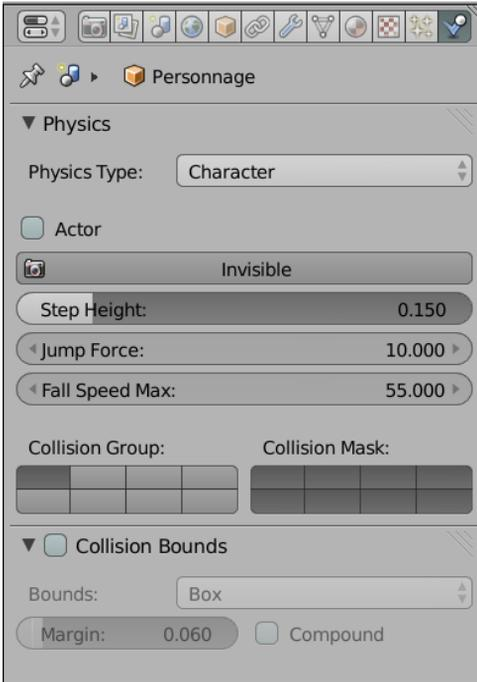 Personnage
Physics
Physics Type: Character
Actor
Invisible
Step Height: 0.150
Jump Force: 10.000
Fall Speed Max: 55.000
Collision Group: Collision Mask:
Collision Bounds
Bounds: Box
Margin: 0.060 Compound